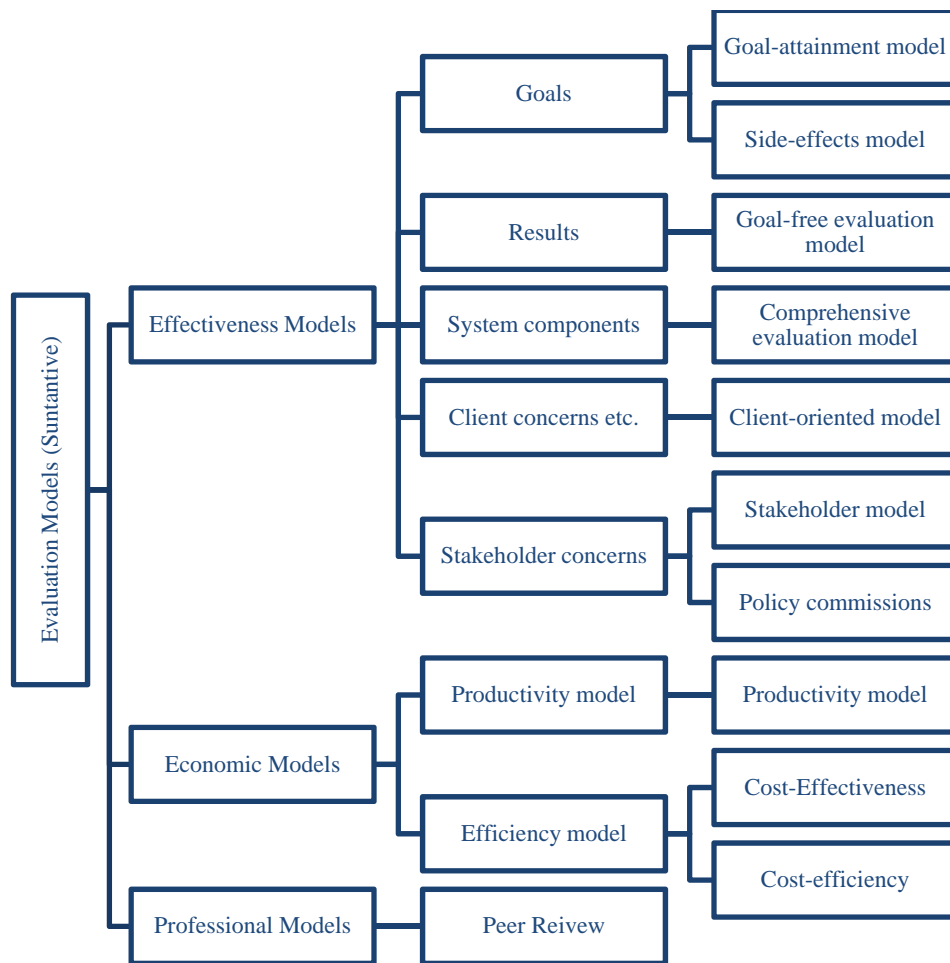 Evaluation Models (Suntantive)
Effectiveness Models
Goals
Goal-attainment model
Side-effects model
Results
Goal-free evaluation
model
System components
Comprehensive
evaluation model
Client concerns etc.
Client-oriented model
Stakeholder concerns
Stakeholder model
Policy commissions
Economic Models
Productivity model
Productivity model
Efficiency model
Cost-Effectiveness
Cost-efficiency
Professional Models
Peer Reivew